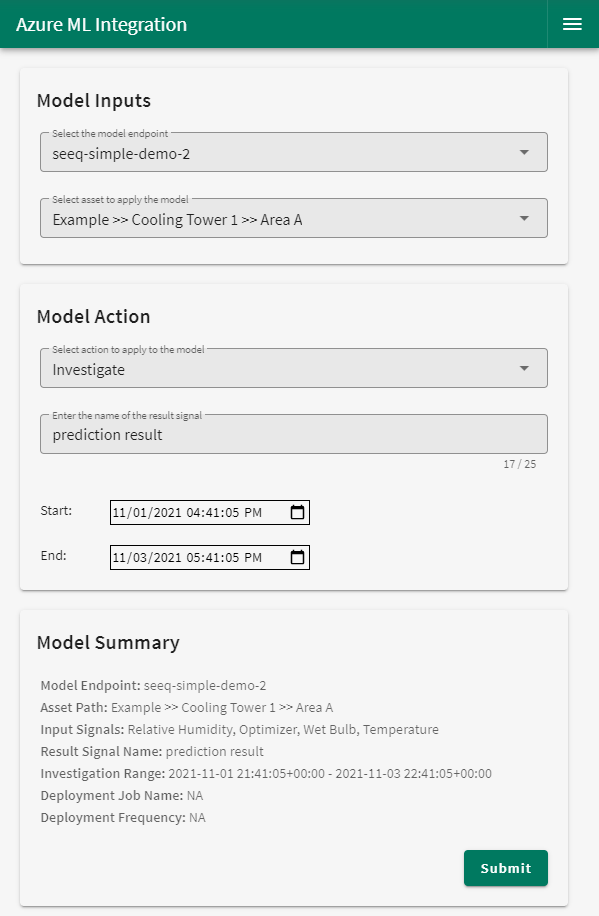 Azure ML Integration
Model Inputs
Select the model endpoint
seeq-simple-demo-2
Select asset to apply the model
Example >> Cooling Tower 1 >> Area A
Model Action
Select action to apply to the model
Investigate
Enter the name of the result signal
prediction result
17 / 25
Start: 11/01/2021 04:41:05 PM
End: 11/03/2021 05:41:05 PM
Model Summary
Model Endpoint: seeq-simple-demo-2
Asset Path: Example >> Cooling Tower 1 >> Area A
Input Signals: Relative Humidity, Optimizer, Wet Bulb, Temperature
Result Signal Name: prediction result
Investigation Range: 2021-11-01 21:41:05+00:00 - 2021-11-03 22:41:05+00:00
Deployment Job Name: NA
Deployment Frequency: NA
Submit